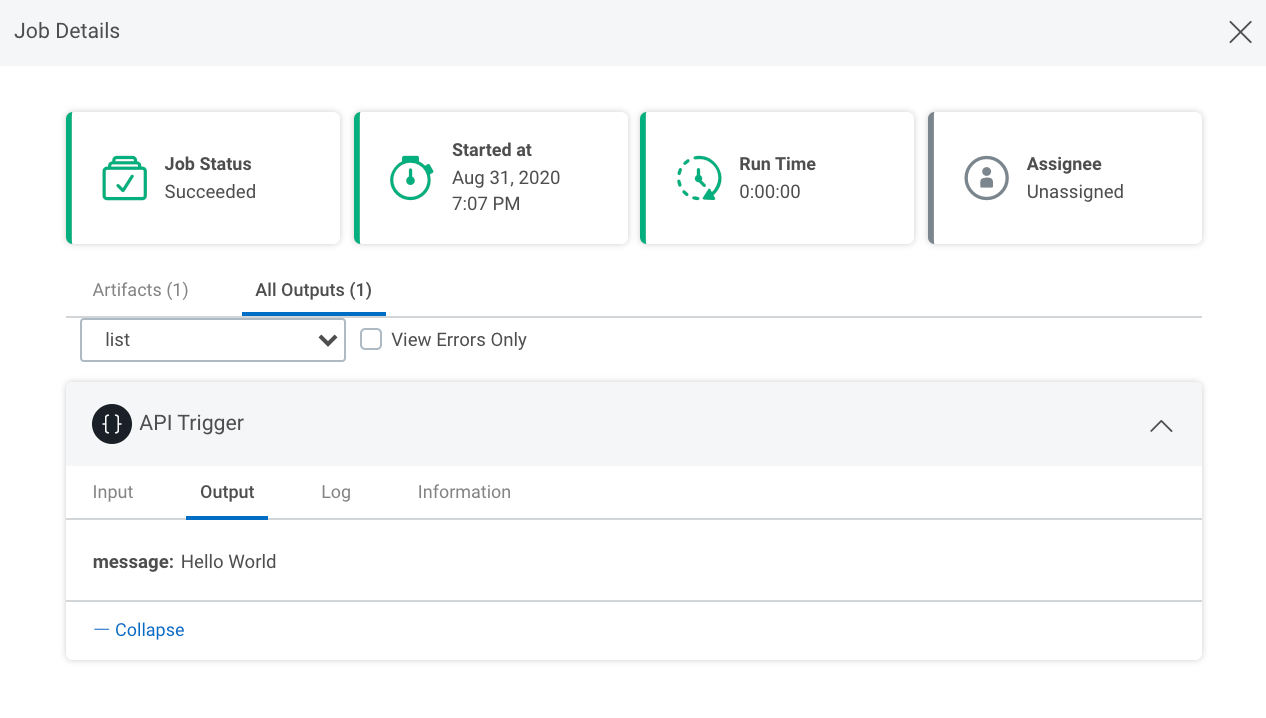 Job Details
Job Status
Succeeded
Started at
Aug 31, 2020
7:07 PM
Run Time
0:00:00
Assignee
Unassigned
Artifacts (1)
All Outputs (1)
list
View Errors Only
{} API Trigger
Input
Output
Log
Information
message: Hello World
— Collapse